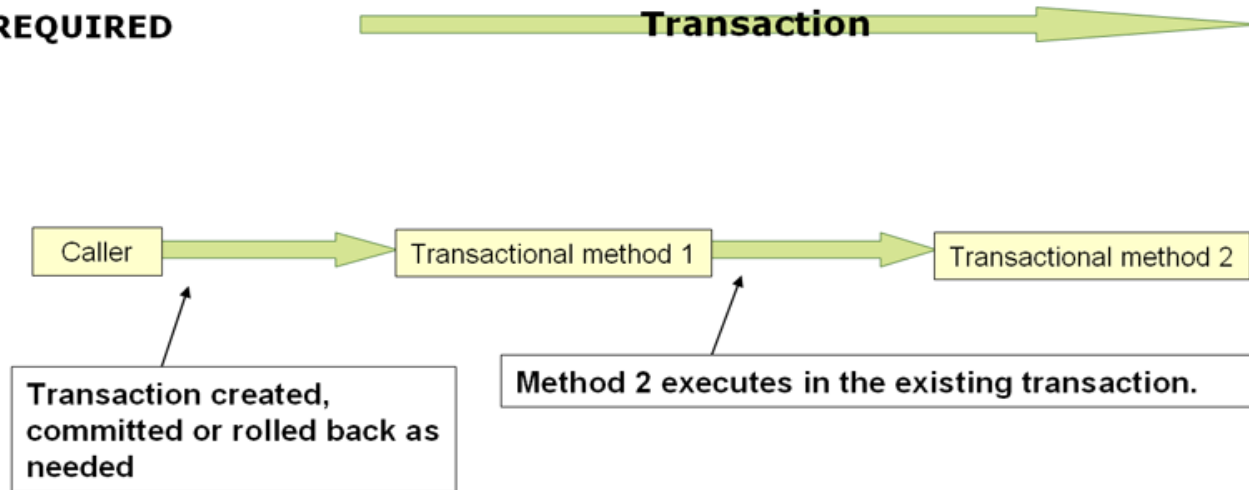 REQUIRED
Transaction
Caller
Transactional method 1
Transactional method 2
Transaction created,
committed or rolled back as
needed
Method 2 executes in the existing transaction.